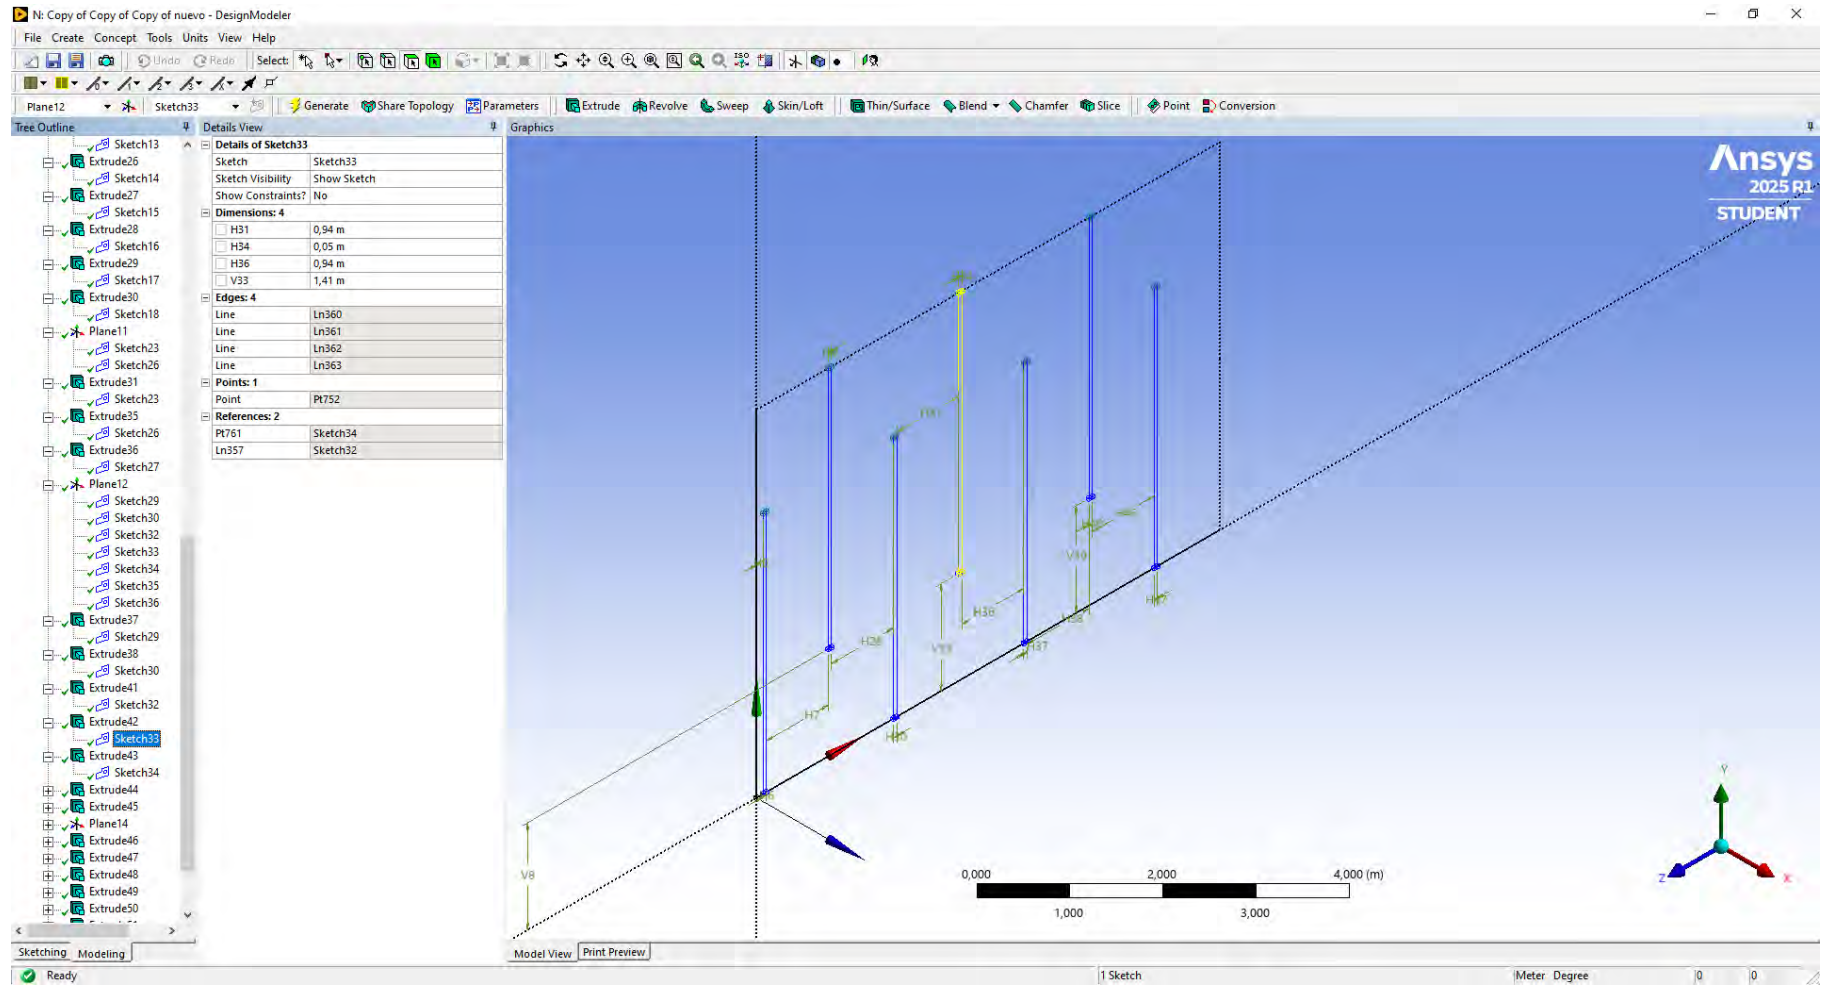 N: Copy of Copy of Copy of nuevo - DesignModeler
File Create Concept Tools Units View Help
Undo Redo Select: ISO
Plane12 Sketch33 Generate Share Topology Parameters Extrude Revolve Sweep Skin/Loft Thin/Surface Blend Chamfer Slice Point Conversion
Tree Outline
Sketch13
Extrude26
Sketch14
Extrude27
Sketch15
Extrude28
Sketch16
Extrude29
Sketch17
Extrude30
Sketch18
Plane11
Sketch23
Sketch26
Extrude31
Sketch23
Extrude35
Sketch26
Extrude36
Sketch27
Plane12
Sketch29
Sketch30
Sketch32
Sketch33
Sketch34
Sketch35
Sketch36
Extrude37
Sketch29
Extrude38
Sketch30
Extrude41
Sketch32
Extrude42
Sketch33
Extrude43
Sketch34
Extrude44
Extrude45
Plane14
Extrude46
Extrude47
Extrude48
Extrude49
Extrude50
Sketching Modeling
Details View
Details of Sketch33
Sketch Sketch33
Sketch Visibility Show Sketch
Show Constraints? No
Dimensions: 4
H31 0,94 m
H34 0,05 m
H36 0,94 m
V33 1,41 m
Edges: 4
Line Ln360
Line Ln361
Line Ln362
Line Ln363
Points: 1
Point Pt752
References: 2
Pt761 Sketch34
Ln357 Sketch32
Graphics
Ansys
2025 R1
STUDENT
H36
H37
H7
V8
0,000 2,000 4,000 (m)
1,000 3,000
Y
Z X
Model View Print Preview
Ready 1 Sketch Meter Degree 0 0